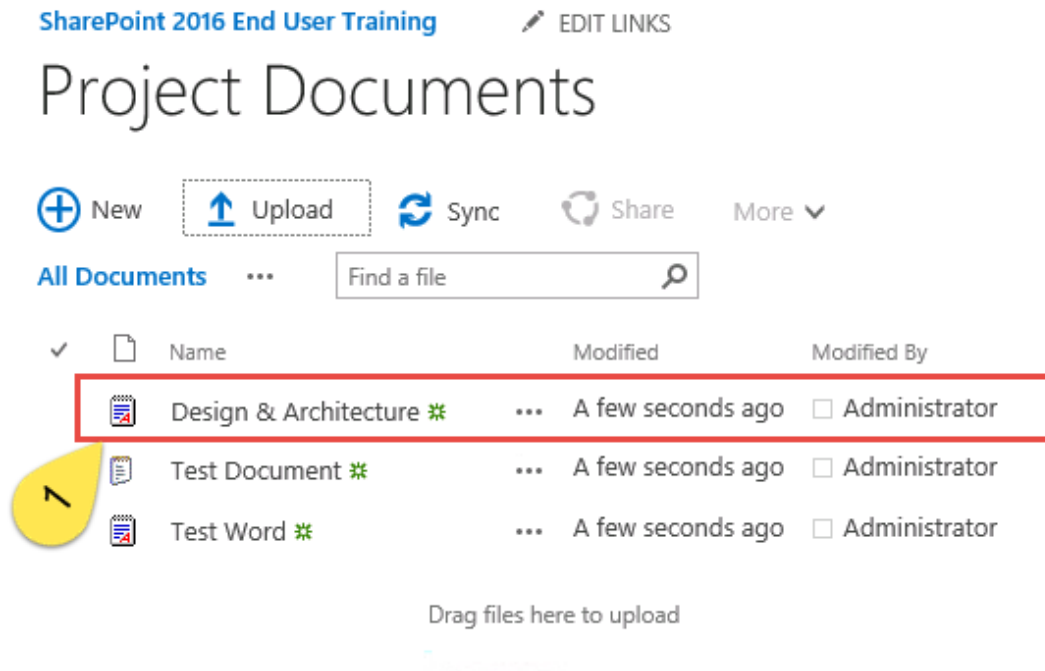 SharePoint 2016 End User Training EDIT LINKS
Project Documents
New Upload Sync Share More
All Documents ••• Find a file
Name Modified Modified By
Design & Architecture ••• A few seconds ago Administrator
1
Test Document ••• A few seconds ago Administrator
Test Word ••• A few seconds ago Administrator
Drag files here to upload